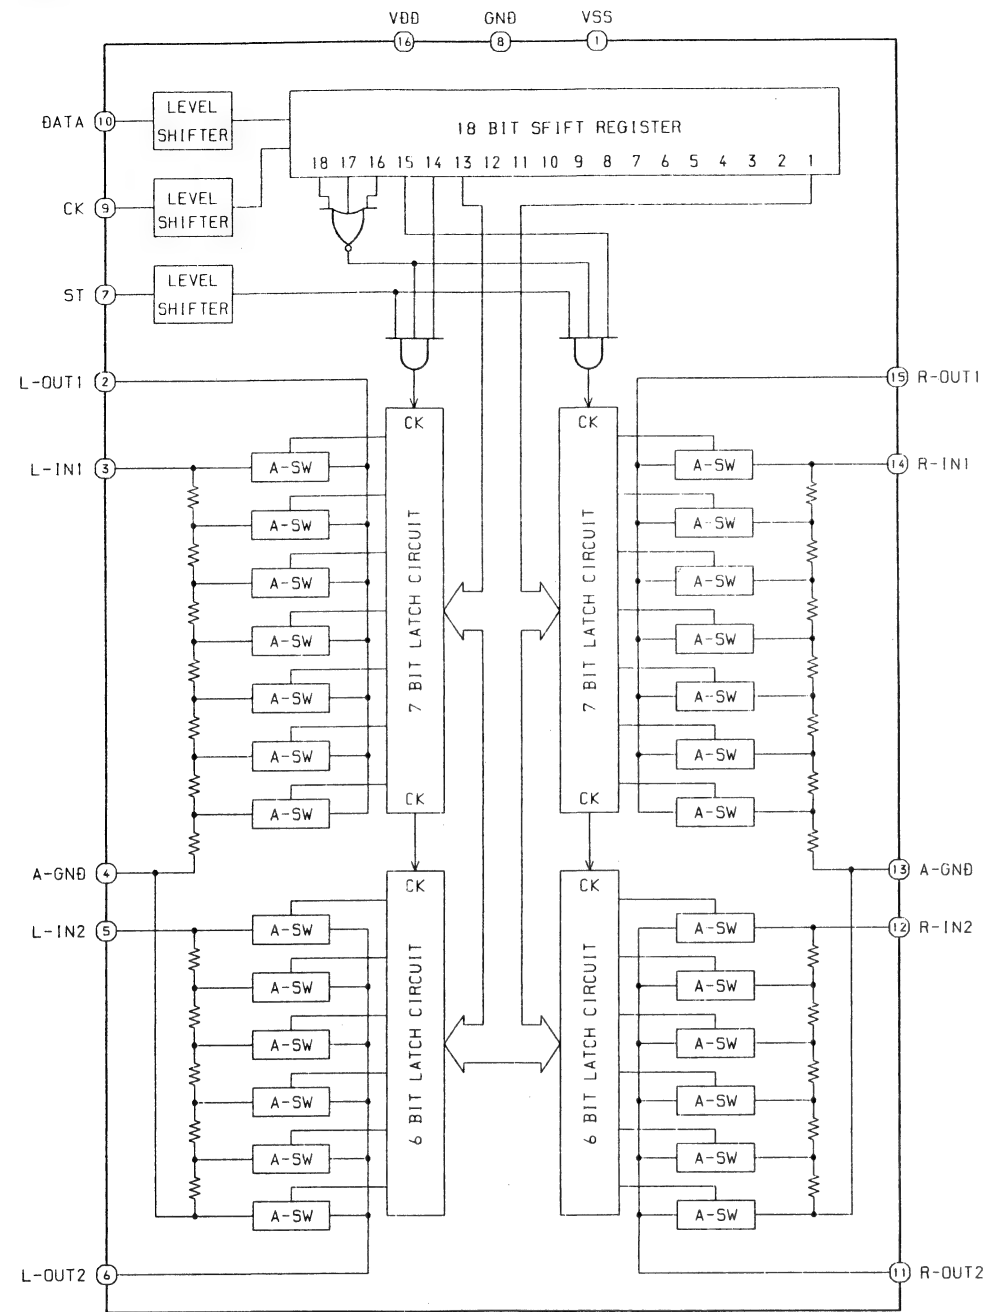 VDD GND VSS
16 8 1
LEVEL SHIFTER
DATA 10
18 BIT SFIFT REGISTER
18 17 16 15 14 13 12 11 10 9 8 7 6 5 4 3 2 1
CK 9
LEVEL SHIFTER
ST 7
LEVEL SHIFTER
L-OUT1 2
15 R-OUT1
CK CK
L-IN1 3
14 R-IN1
A-SW A-SW
A-SW A-SW
A-SW A-SW
A-SW A-SW
A-SW A-SW
A-SW A-SW
A-SW A-SW
7 BIT LATCH CIRCUIT
7 BIT LATCH CIRCUIT
CK CK
A-GND 4
13 A-GND
CK CK
L-IN2 5
12 R-IN2
A-SW A-SW
A-SW A-SW
A-SW A-SW
A-SW A-SW
A-SW A-SW
A-SW A-SW
6 BIT LATCH CIRCUIT
6 BIT LATCH CIRCUIT
L-OUT2 6
11 R-OUT2